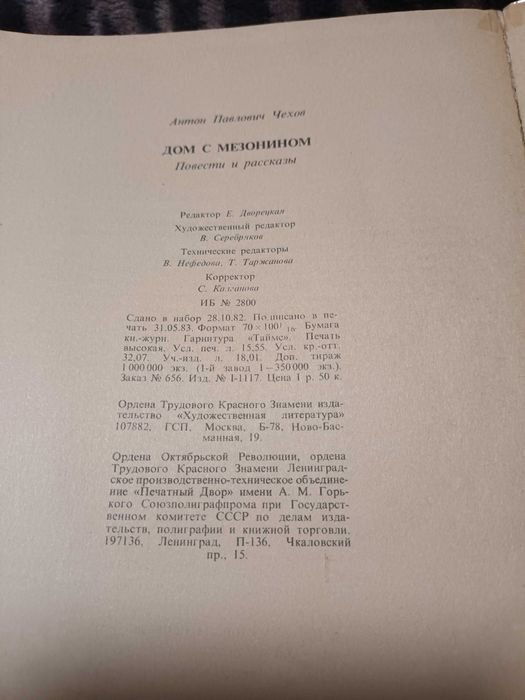 Антон Павлович Чехов
ДОМ С МЕЗОНИНОМ
Повести и рассказы
Редактор Е. Дворецкая
Художественный редактор
В. Серебряков
Технические редакторы
В. Нефедова, Т. Таржанова
Корректор
С. Калганова
ИБ № 2800
Сдано в набор 28.10.82. Подписано в пе-
чать 31.05.83. Формат 70×100¹/₁₆. Бумага
кн.-журн. Гарнитура «Таймс». Печать
высокая. Усл. печ. л. 15,55. Усл. кр.-отт.
32,07. Уч.-изд. л. 18,01. Доп. тираж
1 000 000 экз. (1-й завод 1—350 000 экз.).
Заказ № 656. Изд. № I-1117. Цена 1 р. 50 к.
Ордена Трудового Красного Знамени изда-
тельство «Художественная литература»
107882, ГСП, Москва, Б-78, Ново-Бас-
манная, 19.
Ордена Октябрьской Революции, ордена
Трудового Красного Знамени Ленинград-
ское производственно-техническое объедине-
ние «Печатный Двор» имени А. М. Горь-
кого Союзполиграфпрома при Государст-
венном комитете СССР по делам изда-
тельств, полиграфии и книжной торговли.
197136, Ленинград, П-136, Чкаловский
пр., 15.